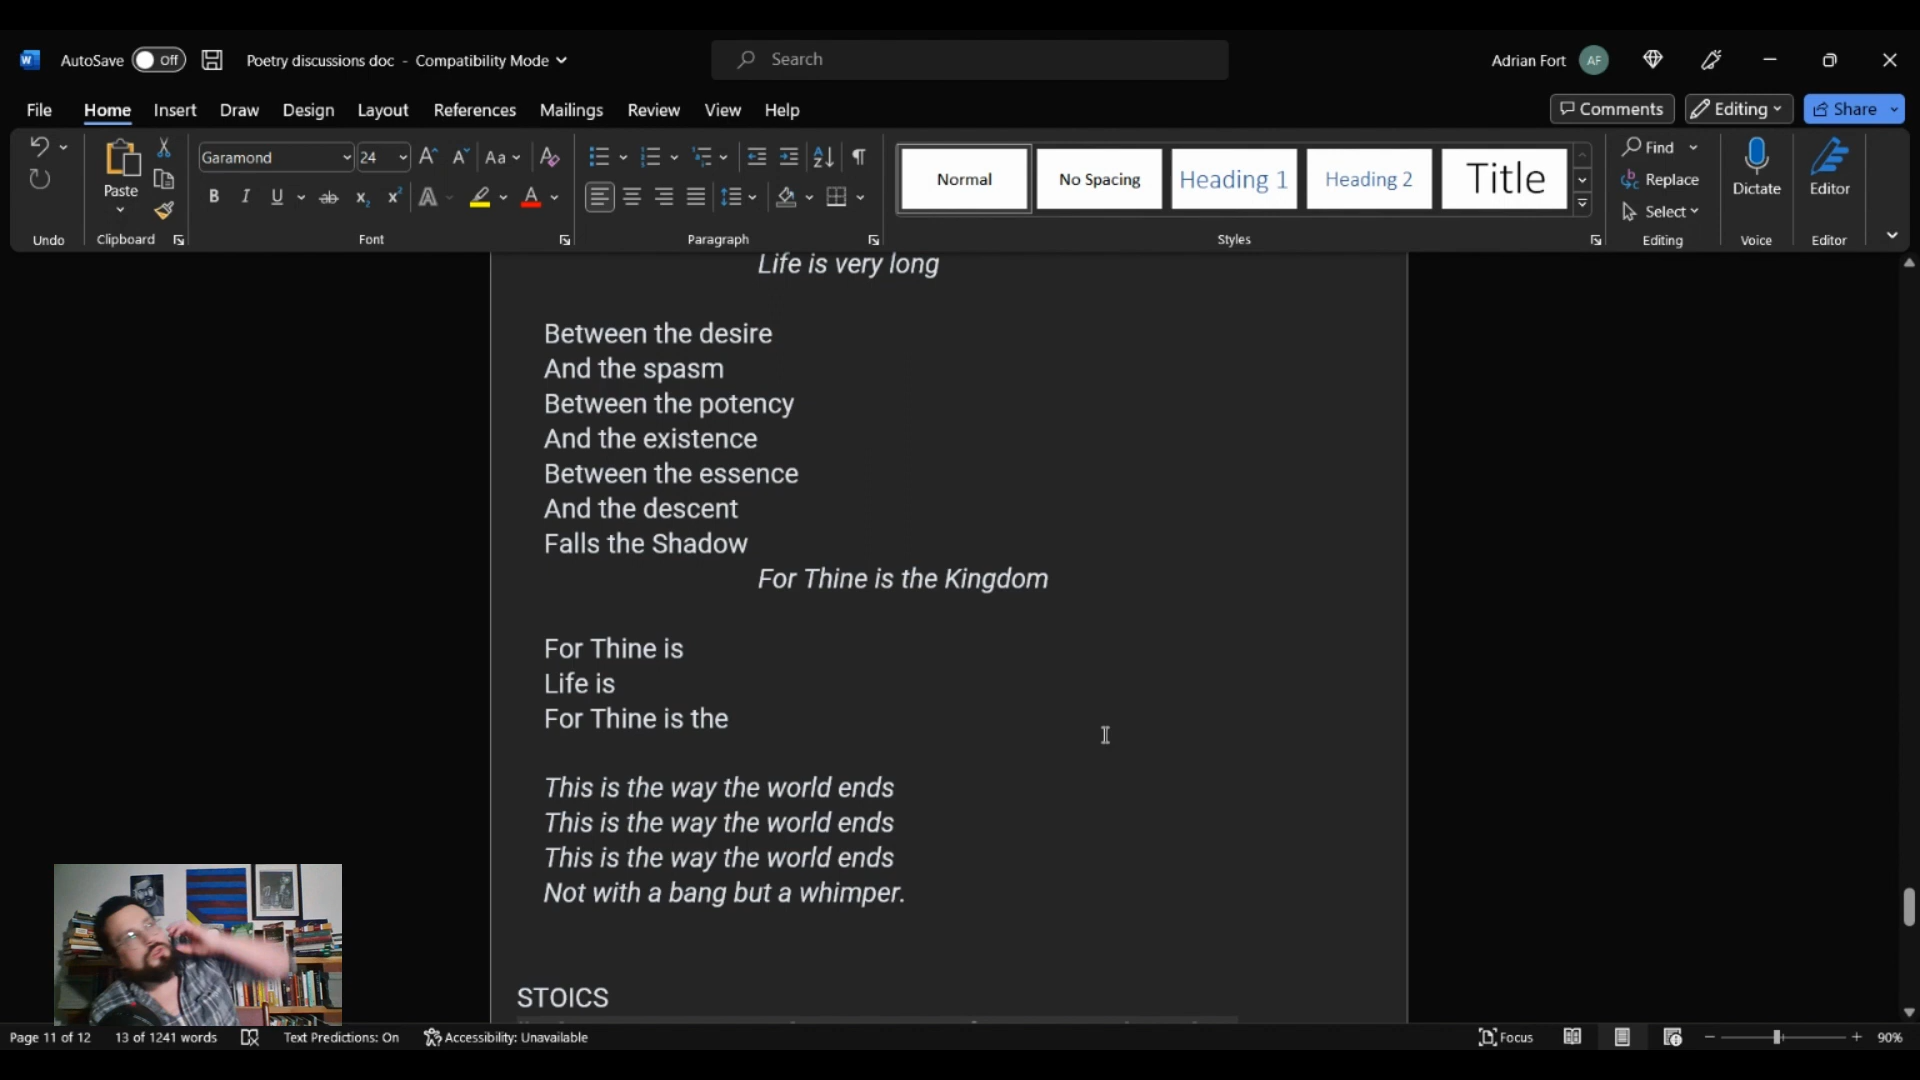 AutoSave Off Poetry discussions doc - Compatibility Mode Search Adrian Fort AF
File Home Insert Draw Design Layout References Mailings Review View Help Comments Editing Share
Garamond 24 Aa
Paste
B I U ab x₂ x² A A
Normal No Spacing Heading 1 Heading 2 Title
Find
Replace
Select
Dictate
Editor
Undo Clipboard Font Paragraph Styles Editing Voice Editor
Life is very long
Between the desire
And the spasm
Between the potency
And the existence
Between the essence
And the descent
Falls the Shadow
For Thine is the Kingdom
For Thine is
Life is
For Thine is the
This is the way the world ends
This is the way the world ends
This is the way the world ends
Not with a bang but a whimper.
STOICS
Page 11 of 12 13 of 1241 words Text Predictions: On Accessibility: Unavailable Focus 90%